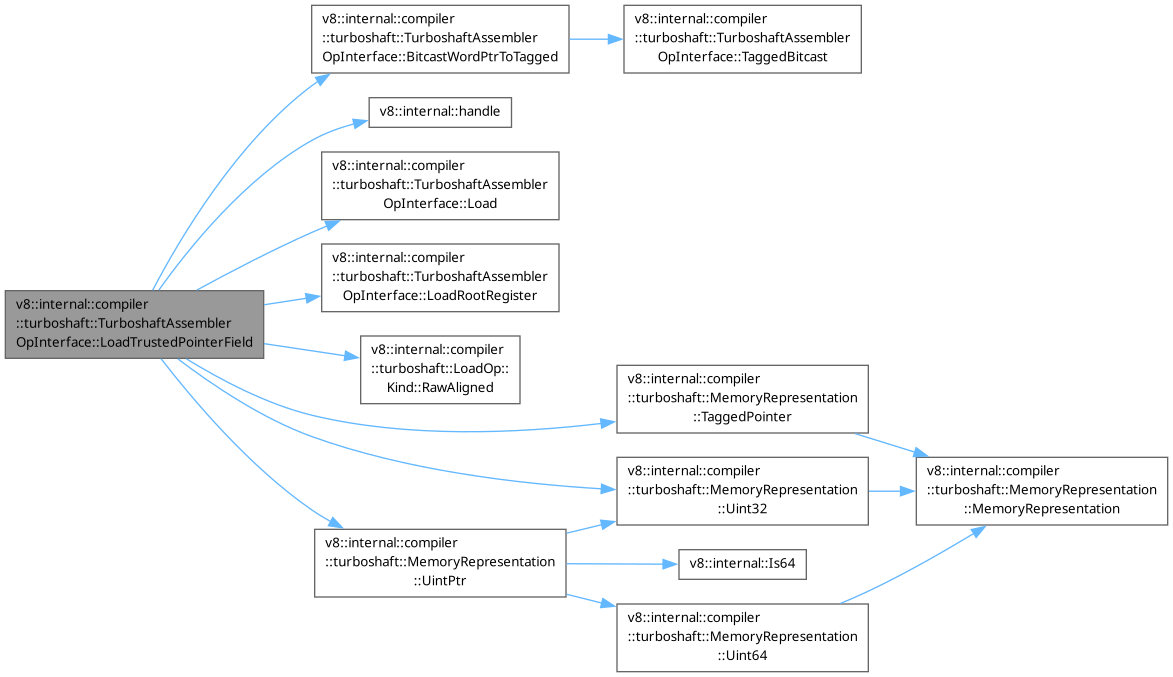 v8::internal::compiler
::turboshaft::TurboshaftAssembler
OpInterface::BitcastWordPtrToTagged
v8::internal::compiler
::turboshaft::TurboshaftAssembler
OpInterface::TaggedBitcast
v8::internal::handle
v8::internal::compiler
::turboshaft::TurboshaftAssembler
OpInterface::Load
v8::internal::compiler
::turboshaft::TurboshaftAssembler
OpInterface::LoadRootRegister
v8::internal::compiler
::turboshaft::TurboshaftAssembler
OpInterface::LoadTrustedPointerField
v8::internal::compiler
::turboshaft::LoadOp::
Kind::RawAligned
v8::internal::compiler
::turboshaft::MemoryRepresentation
::TaggedPointer
v8::internal::compiler
::turboshaft::MemoryRepresentation
::Uint32
v8::internal::compiler
::turboshaft::MemoryRepresentation
::MemoryRepresentation
v8::internal::compiler
::turboshaft::MemoryRepresentation
::UintPtr
v8::internal::Is64
v8::internal::compiler
::turboshaft::MemoryRepresentation
::Uint64